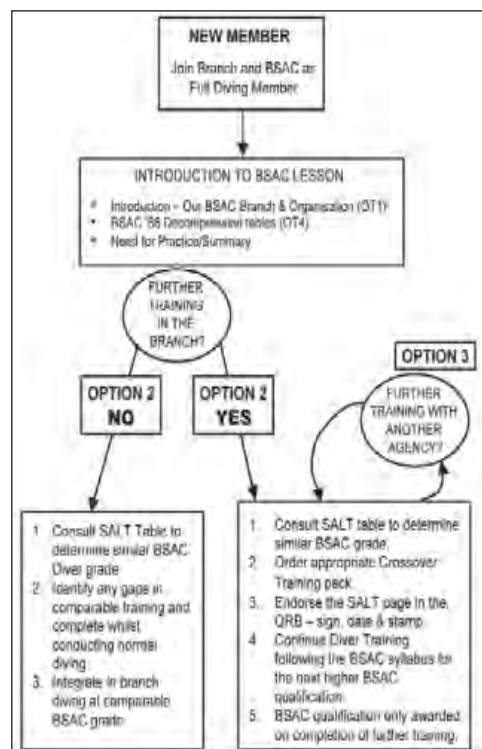 NEW MEMBER
Join Branch and BSAC as
Full Diving Member
INTRODUCTION TO BSAC LESSON
Introduction – Our BSAC Branch & Organisation (OT1)
• BSAC '88 Decompression tables (OT4)
Need for Practice/Summary
FURTHER
TRAINING
IN THE
BRANCH?
OPTION 2
NO
OPTION 2
YES
OPTION 3
FURTHER
TRAINING WITH
ANOTHER
AGENCY?
1 Consult SALT Table to
determine similar BSAC
Diver grade
2 Identify any gaps in
comparable training and
complete whilst
conducting normal
diving
3. Integrate in branch
diving at comparable
BSAC grade
1. Consult SALT table to determine
similar BSAC grade.
2. Order appropriate Crossover
Training pack.
3. Endorse the SALT page in the
QRB – sign, date & stamp.
4 Continue Diver Training
following the BSAC syllabus for
the next higher BSAC
qualification.
5. BSAC qualification only awarded
on completion of further training.